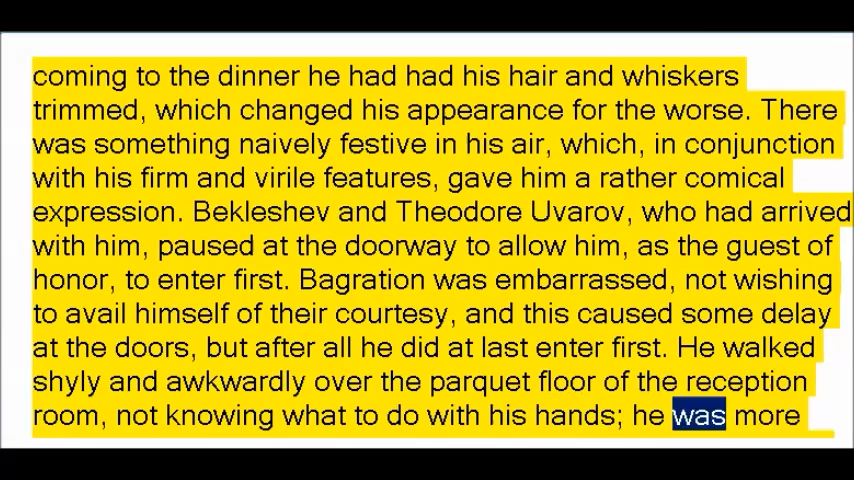 coming to the dinner he had had his hair and whiskers
trimmed, which changed his appearance for the worse. There
was something naively festive in his air, which, in conjunction
with his firm and virile features, gave him a rather comical
expression. Bekleshev and Theodore Uvarov, who had arrived
with him, paused at the doorway to allow him, as the guest of
honor, to enter first. Bagration was embarrassed, not wishing
to avail himself of their courtesy, and this caused some delay
at the doors, but after all he did at last enter first. He walked
shyly and awkwardly over the parquet floor of the reception
room, not knowing what to do with his hands; he was more